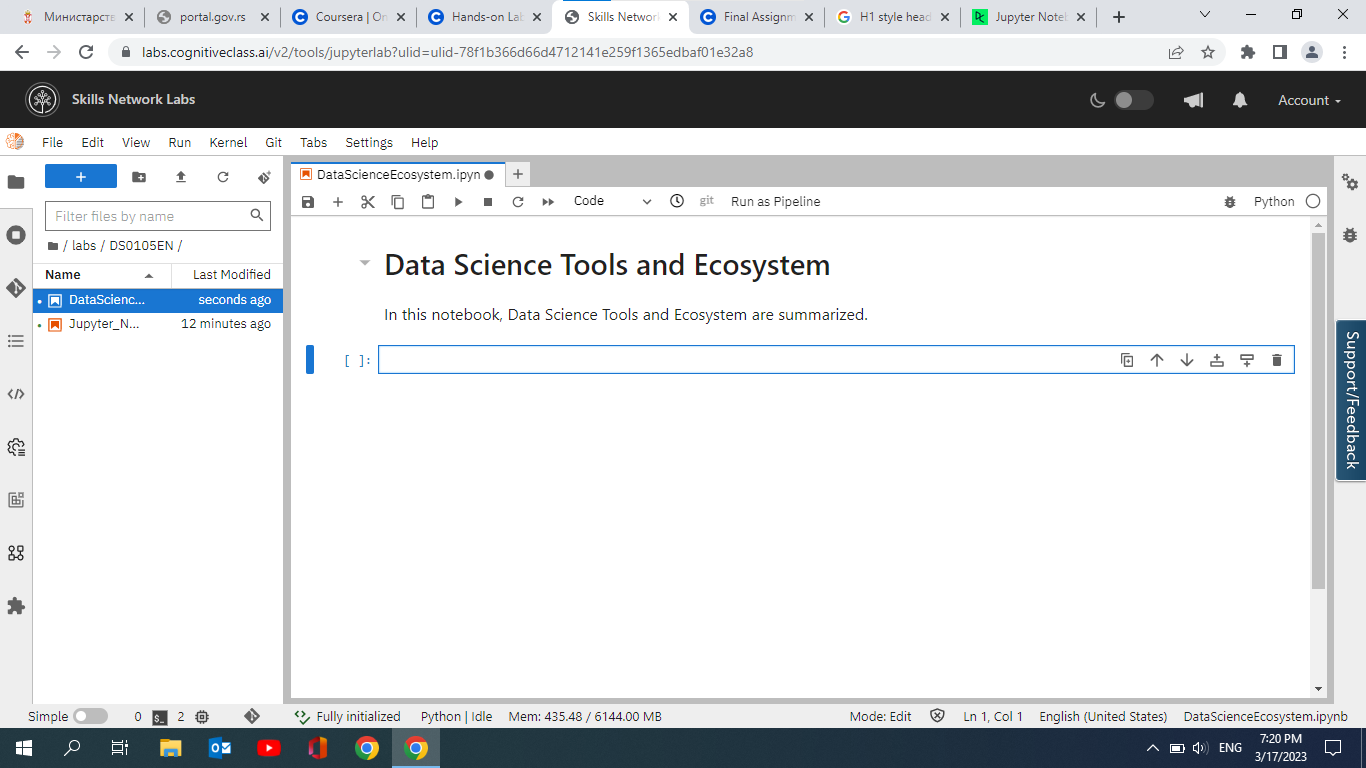 Министарств
portal.gov.rs
Coursera | On
Hands-on Lab
Skills Network
Final Assignm
H1 style head
Jupyter Noteb
labs.cognitiveclass.ai/v2/tools/jupyterlab?ulid=ulid-78f1b366d66d4712141e259f1365edbaf01e32a8
Skills Network Labs
Account
File Edit View Run Kernel Git Tabs Settings Help
DataScienceEcosystem.ipyn
Filter files by name
/ labs / DS0105EN /
Name Last Modified
DataScienc... seconds ago
Jupyter_N... 12 minutes ago
Code git Run as Pipeline Python
Data Science Tools and Ecosystem
In this notebook, Data Science Tools and Ecosystem are summarized.
[ ]:
Support/Feedback
Simple 0 $_ 2 Fully initialized Python | Idle Mem: 435.48 / 6144.00 MB Mode: Edit Ln 1, Col 1 English (United States) DataScienceEcosystem.ipynb
ENG
7:20 PM
3/17/2023